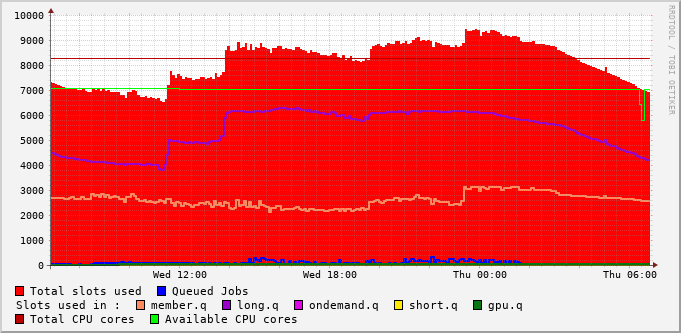 10000
9000
8000
7000
6000
5000
4000
3000
2000
1000
0
Wed 12:00 Wed 18:00 Thu 00:00 Thu 06:00
RRDTOOL / TOBI OETIKER
Total slots used Queued Jobs
Slots used in : member.q long.q ondemand.q short.q gpu.q
Total CPU cores Available CPU cores